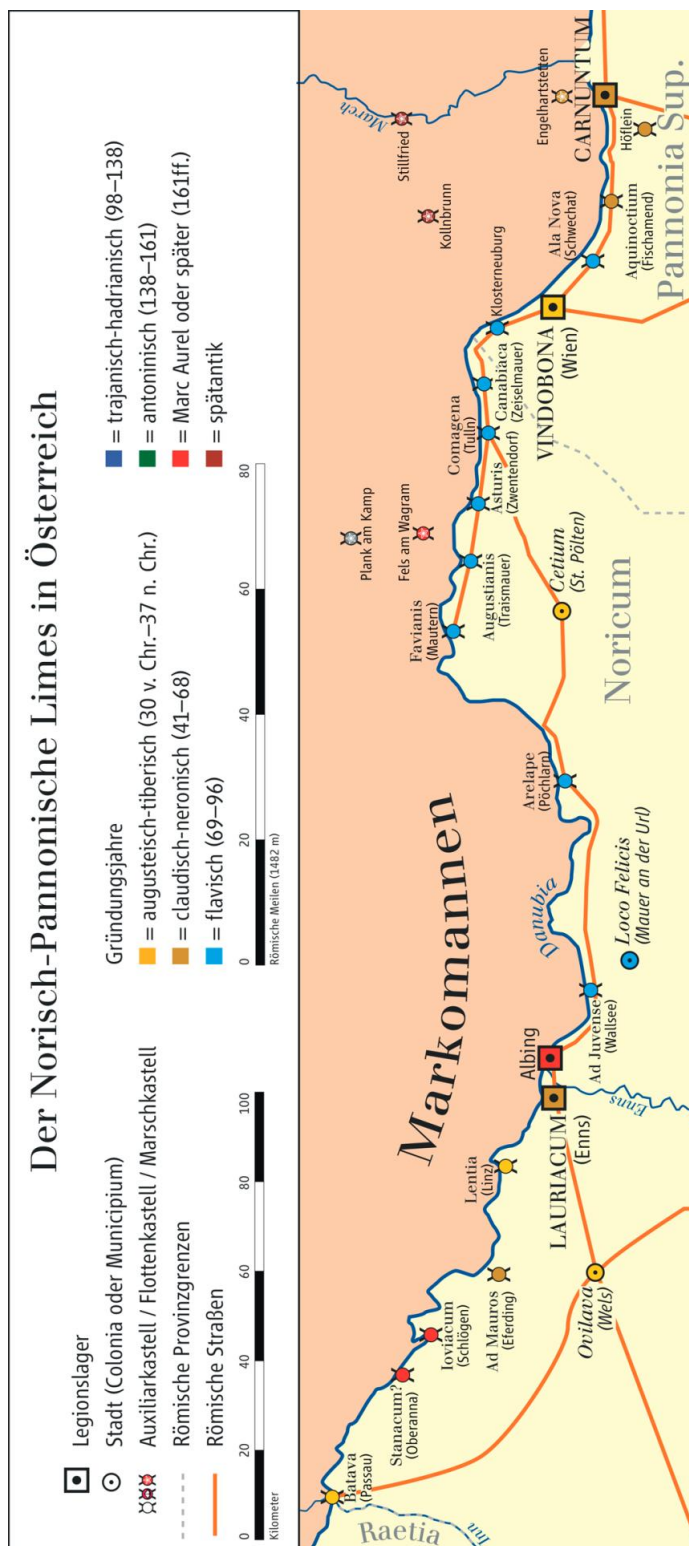 Der Norisch-Pannonische Limes in Österreich
Legionslager
Stadt (Colonia oder Municipium)
Auxiliarkastell / Flottenkastell / Marschkastell
Römische Provinzgrenzen
Römische Straßen
0 20 40 60 80 100
Kilometer
Gründungsjahre
= augusteisch-tiberisch (30 v. Chr.–37 n. Chr.)
= claudisch-neronisch (41–68)
= flavisch (69–96)
= trajanisch-hadrianisch (98–138)
= antoninisch (138–161)
= Marc Aurel oder später (161ff.)
= spätantik
0 20 40 60 80
Römische Meilen (1482 m)
Raetia
Inn
Batava
(Passau)
Stanacum?
(Oberanna)
Ioviacum
(Schlögen)
Ad Mauros
(Eferding)
Ovilava
(Wels)
Lentia
(Linz)
LAURIACUM
(Enns)
Enns
Albing
Markomannen
Ad Juvense
(Wallsee)
Loco Felicis
(Mauer an der Url)
Danubia
Arelape
(Pöchlarn)
Noricum
Favianis
(Mautern)
Augustianis
(Traismauer)
Cetium
(St. Pölten)
Plank am Kamp
Fels am Wagram
Asturis
(Zwentendorf)
Comagena
(Tulln)
Canabiaca
(Zeiselmauer)
Klosterneuburg
VINDOBONA
(Wien)
Ala Nova
(Schwechat)
Aquinoctium
(Fischamend)
Kollnbrunn
Stillfried
March
Engelhartstetten
CARNUNTUM
Höflein
Pannonia Sup.